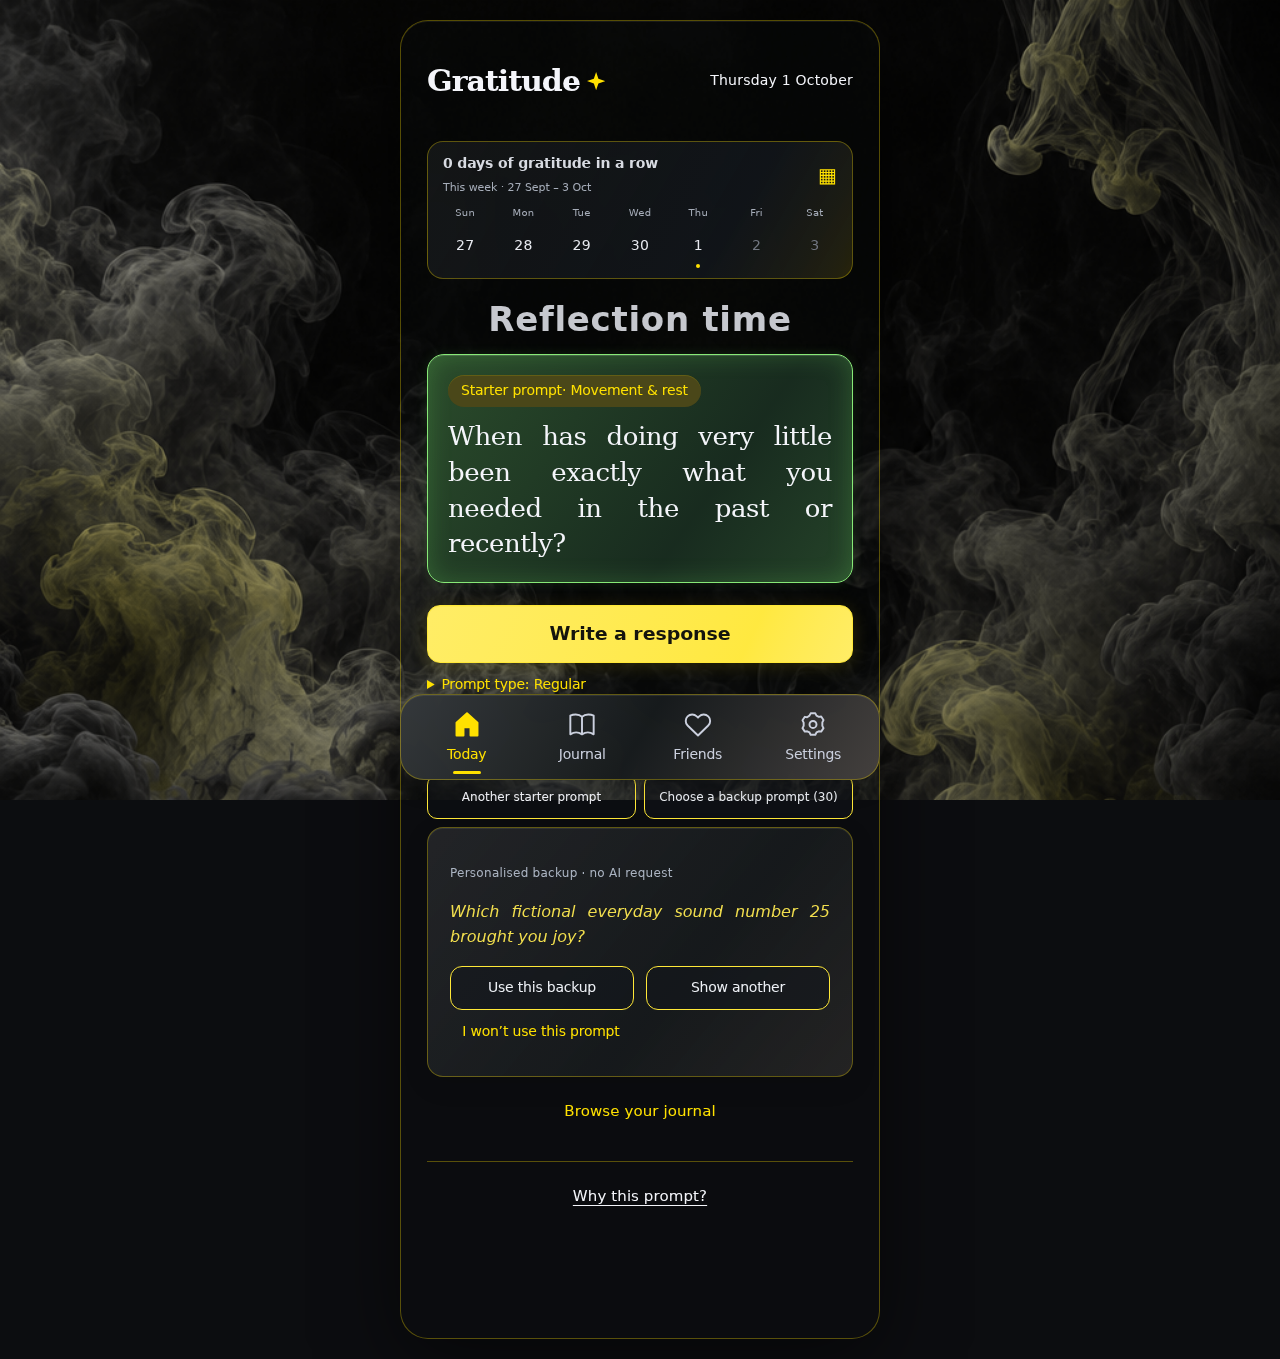 Gratitude
Thursday 1 October
0 days of gratitude in a row
This week · 27 Sept – 3 Oct
Sun Mon Tue Wed Thu Fri Sat
27 28 29 30 1 2 3
Reflection time
Starter prompt· Movement & rest
When has doing very little
been exactly what you
needed in the past or
recently?
Write a response
Prompt type: Regular
Today Journal Friends Settings
Another starter prompt Choose a backup prompt (30)
Personalised backup · no AI request
Which fictional everyday sound number 25
brought you joy?
Use this backup Show another
I won’t use this prompt
Browse your journal
Why this prompt?